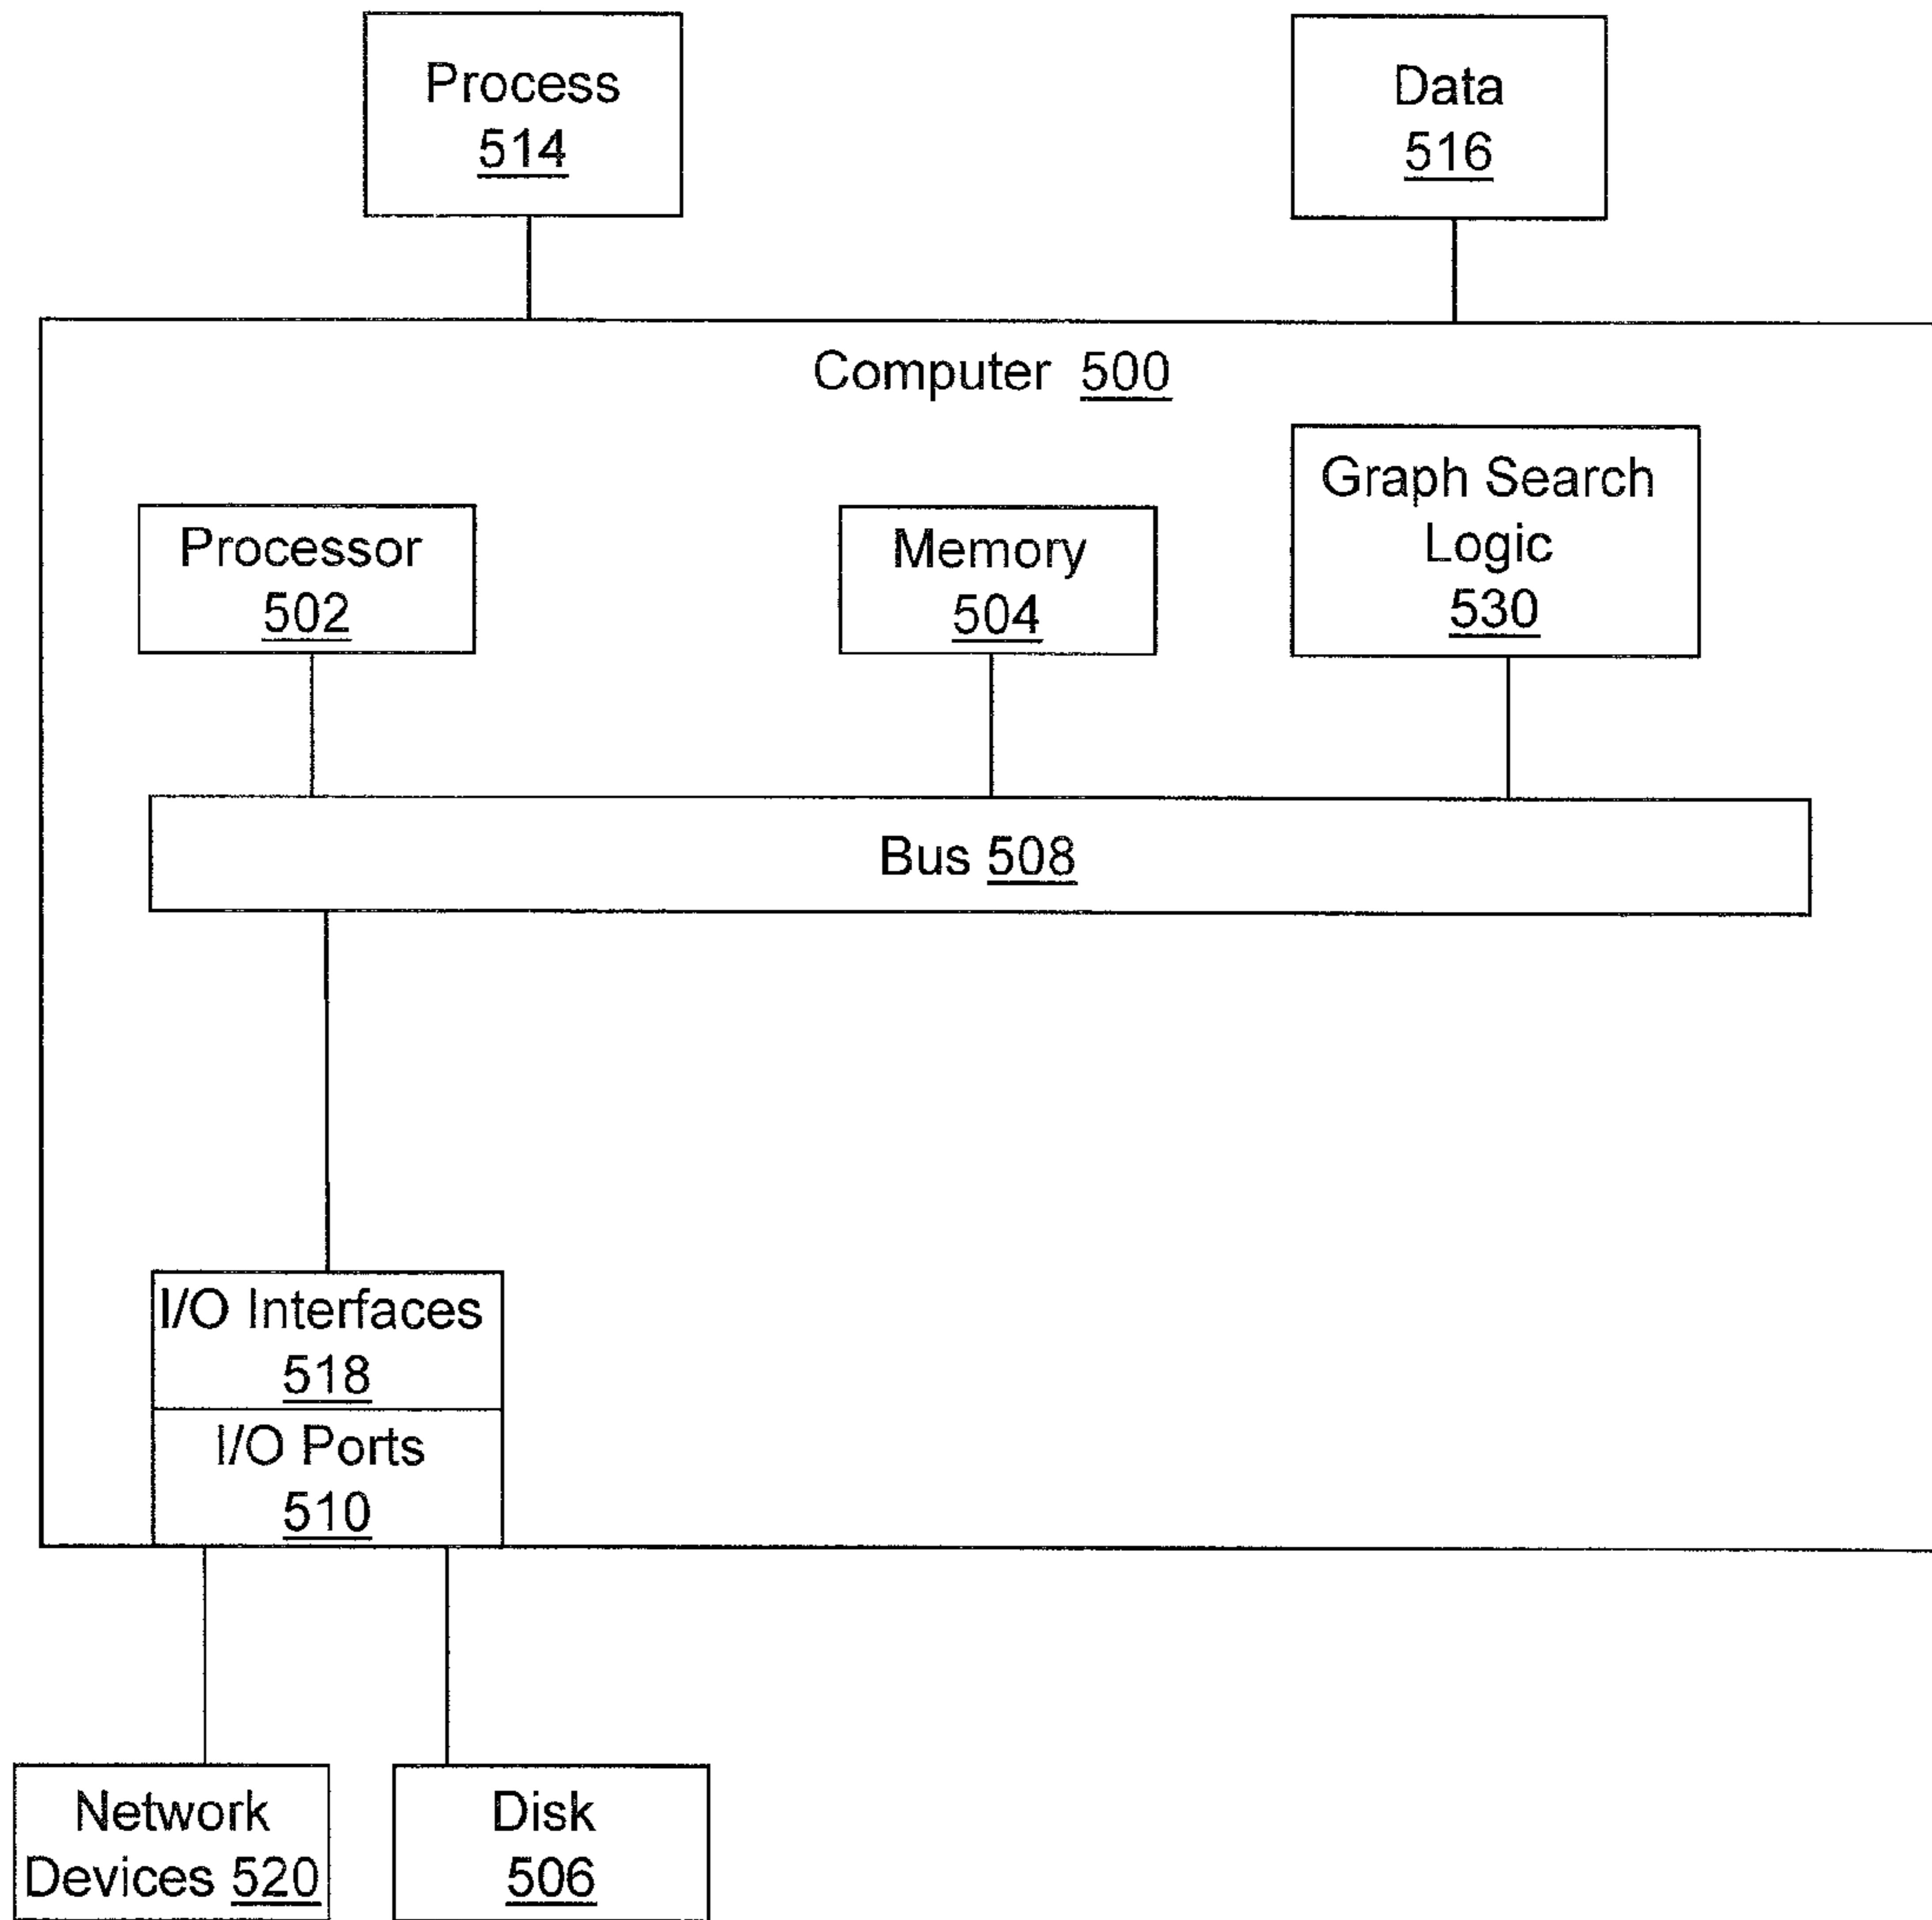 Process
514
Data
516
Computer 500
Processor
502
Memory
504
Graph Search
Logic
530
Bus 508
I/O Interfaces
518
I/O Ports
510
Network
Devices 520
Disk
506